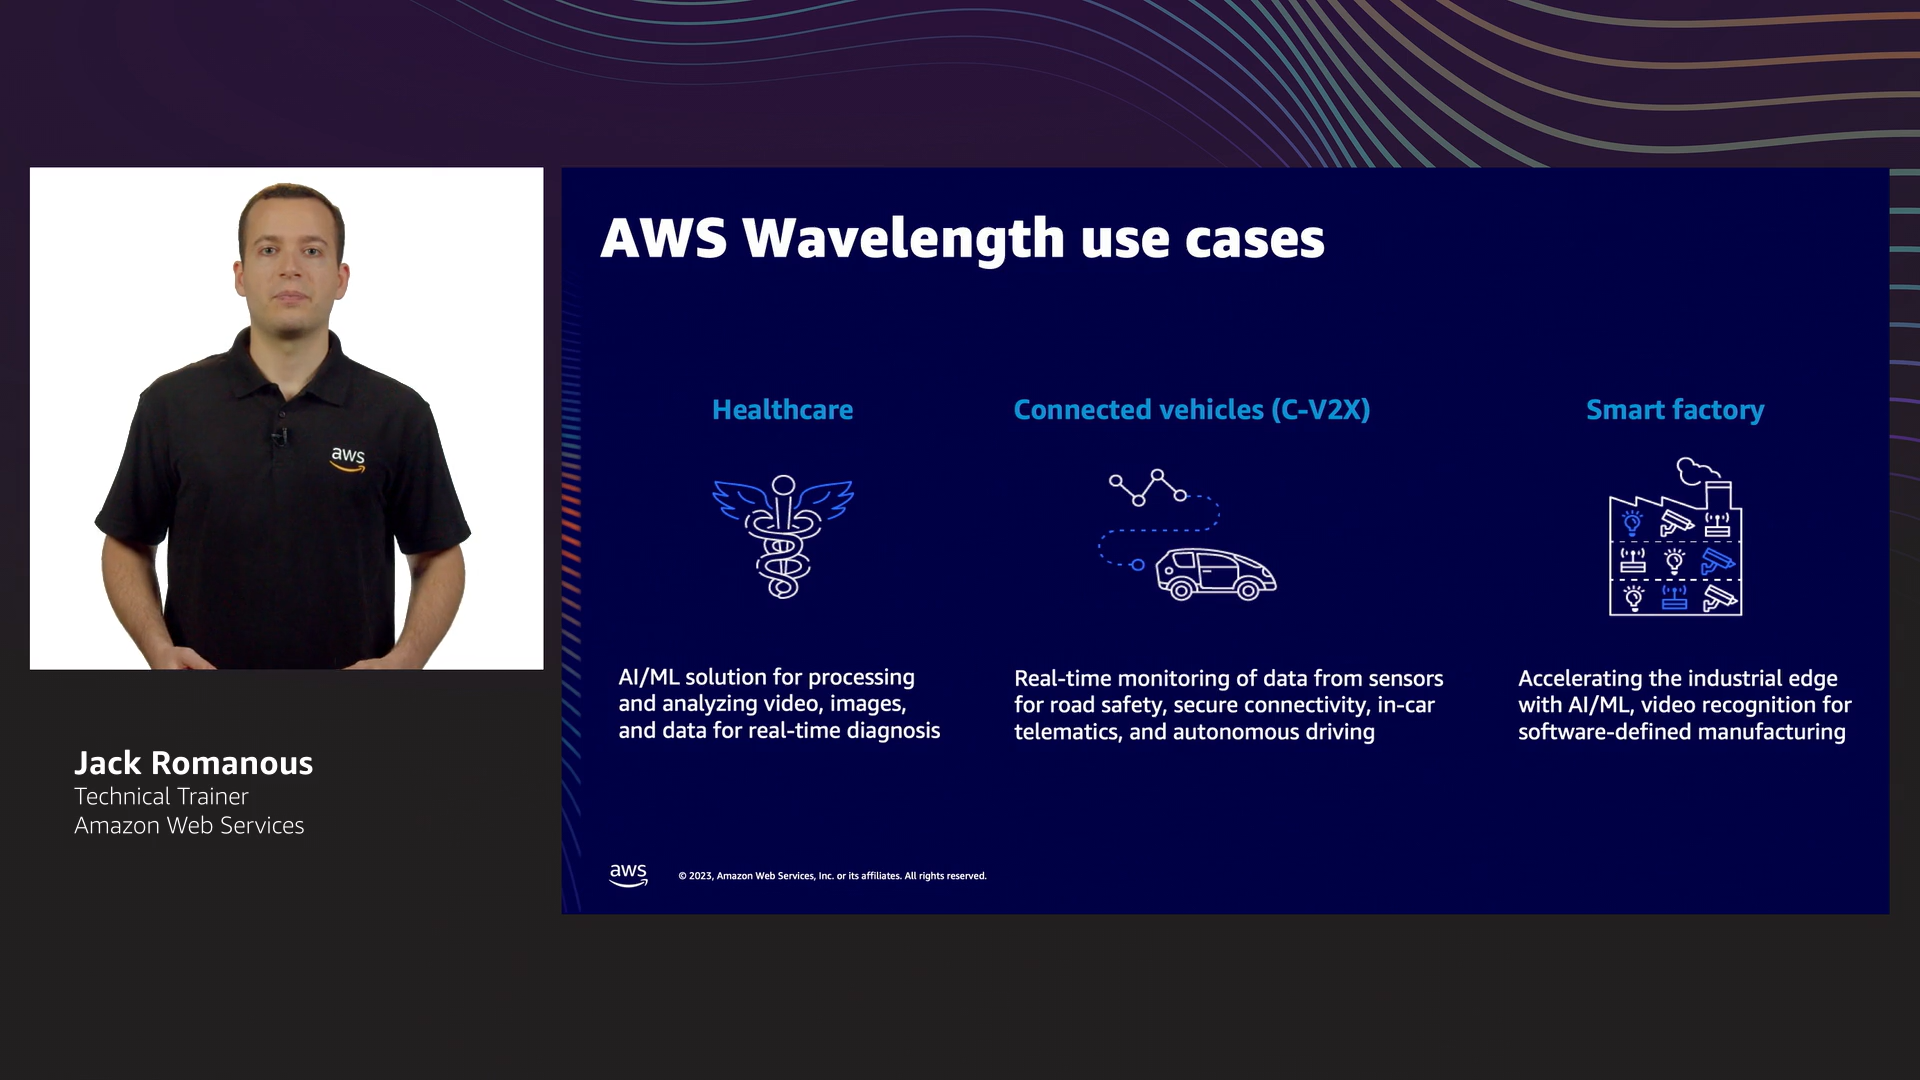 AWS Wavelength use cases
Healthcare
AI/ML solution for processing
and analyzing video, images,
and data for real-time diagnosis
Connected vehicles (C-V2X)
Real-time monitoring of data from sensors
for road safety, secure connectivity, in-car
telematics, and autonomous driving
Smart factory
Accelerating the industrial edge
with AI/ML, video recognition for
software-defined manufacturing
aws
© 2023, Amazon Web Services, Inc. or its affiliates. All rights reserved.
aws
Jack Romanous
Technical Trainer
Amazon Web Services